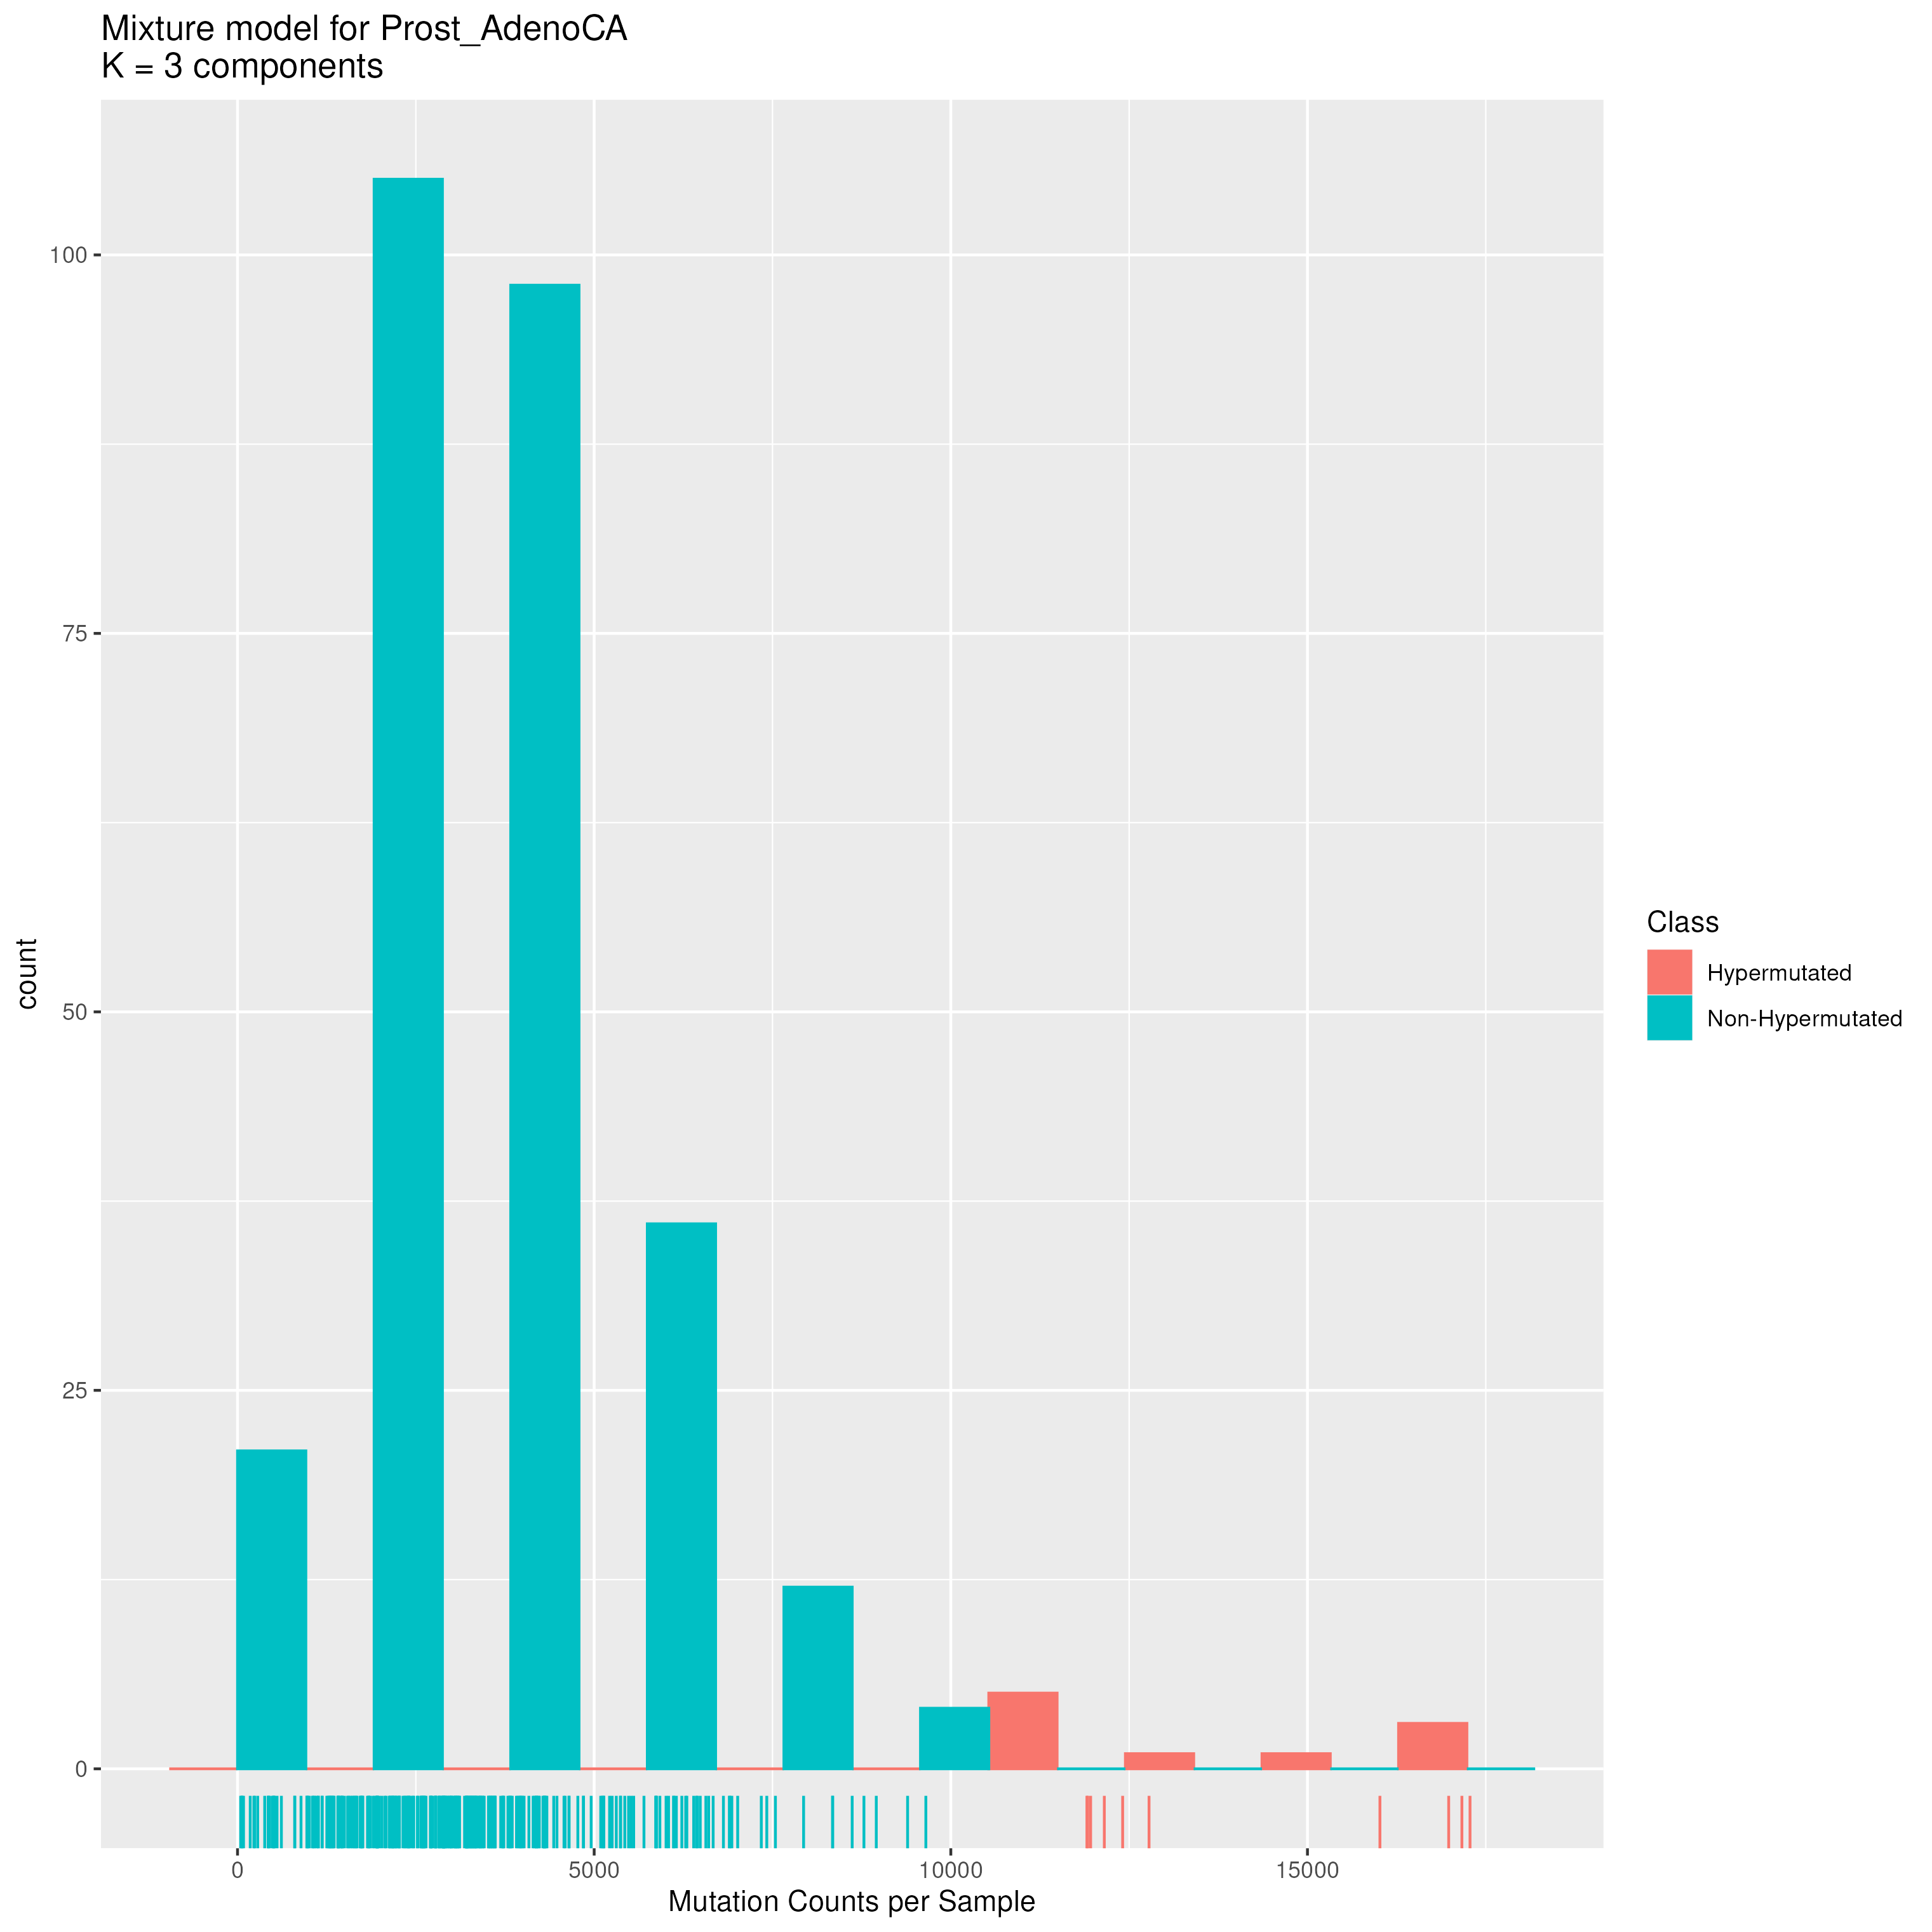 Mixture model for Prost_AdenoCA
K = 3 components
100
75
50
25
0
count
0
5000
10000
15000
Mutation Counts per Sample
Class
Hypermutated
Non-Hypermutated